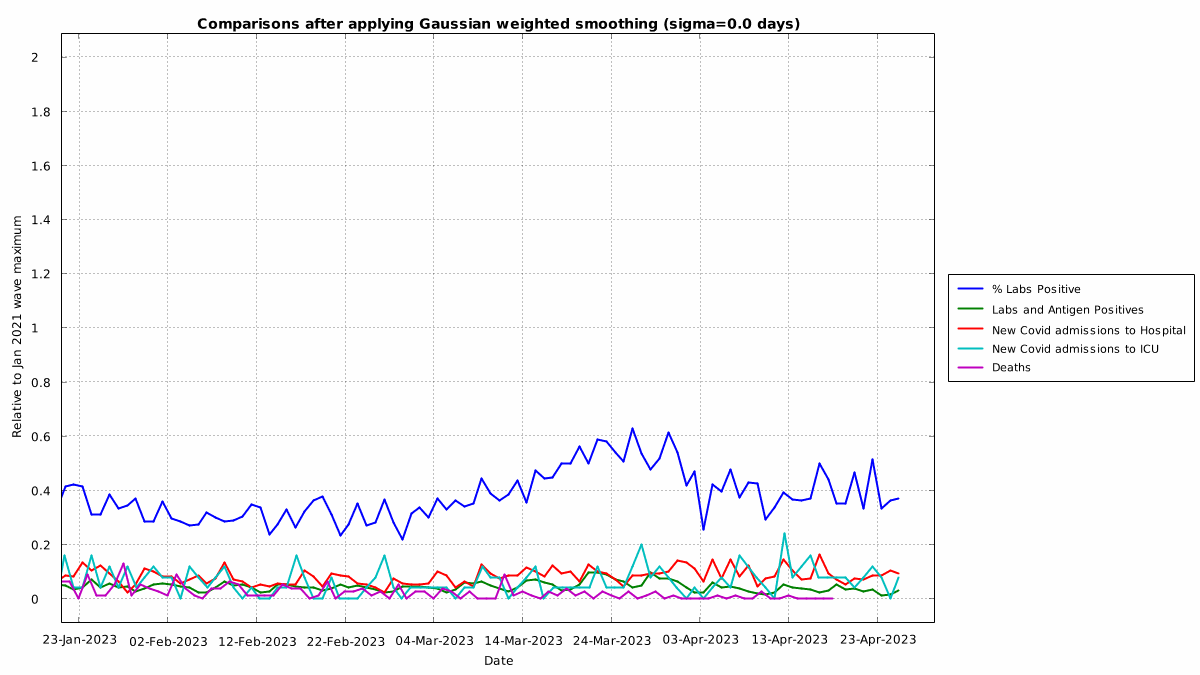 Comparisons after applying Gaussian weighted smoothing (sigma=0.0 days)
2
1.8
1.6
1.4
1.2
1
0.8
0.6
0.4
0.2
0
Relative to Jan 2021 wave maximum
23-Jan-2023 02-Feb-2023 12-Feb-2023 22-Feb-2023 04-Mar-2023 14-Mar-2023 24-Mar-2023 03-Apr-2023 13-Apr-2023 23-Apr-2023
Date
% Labs Positive
Labs and Antigen Positives
New Covid admissions to Hospital
New Covid admissions to ICU
Deaths